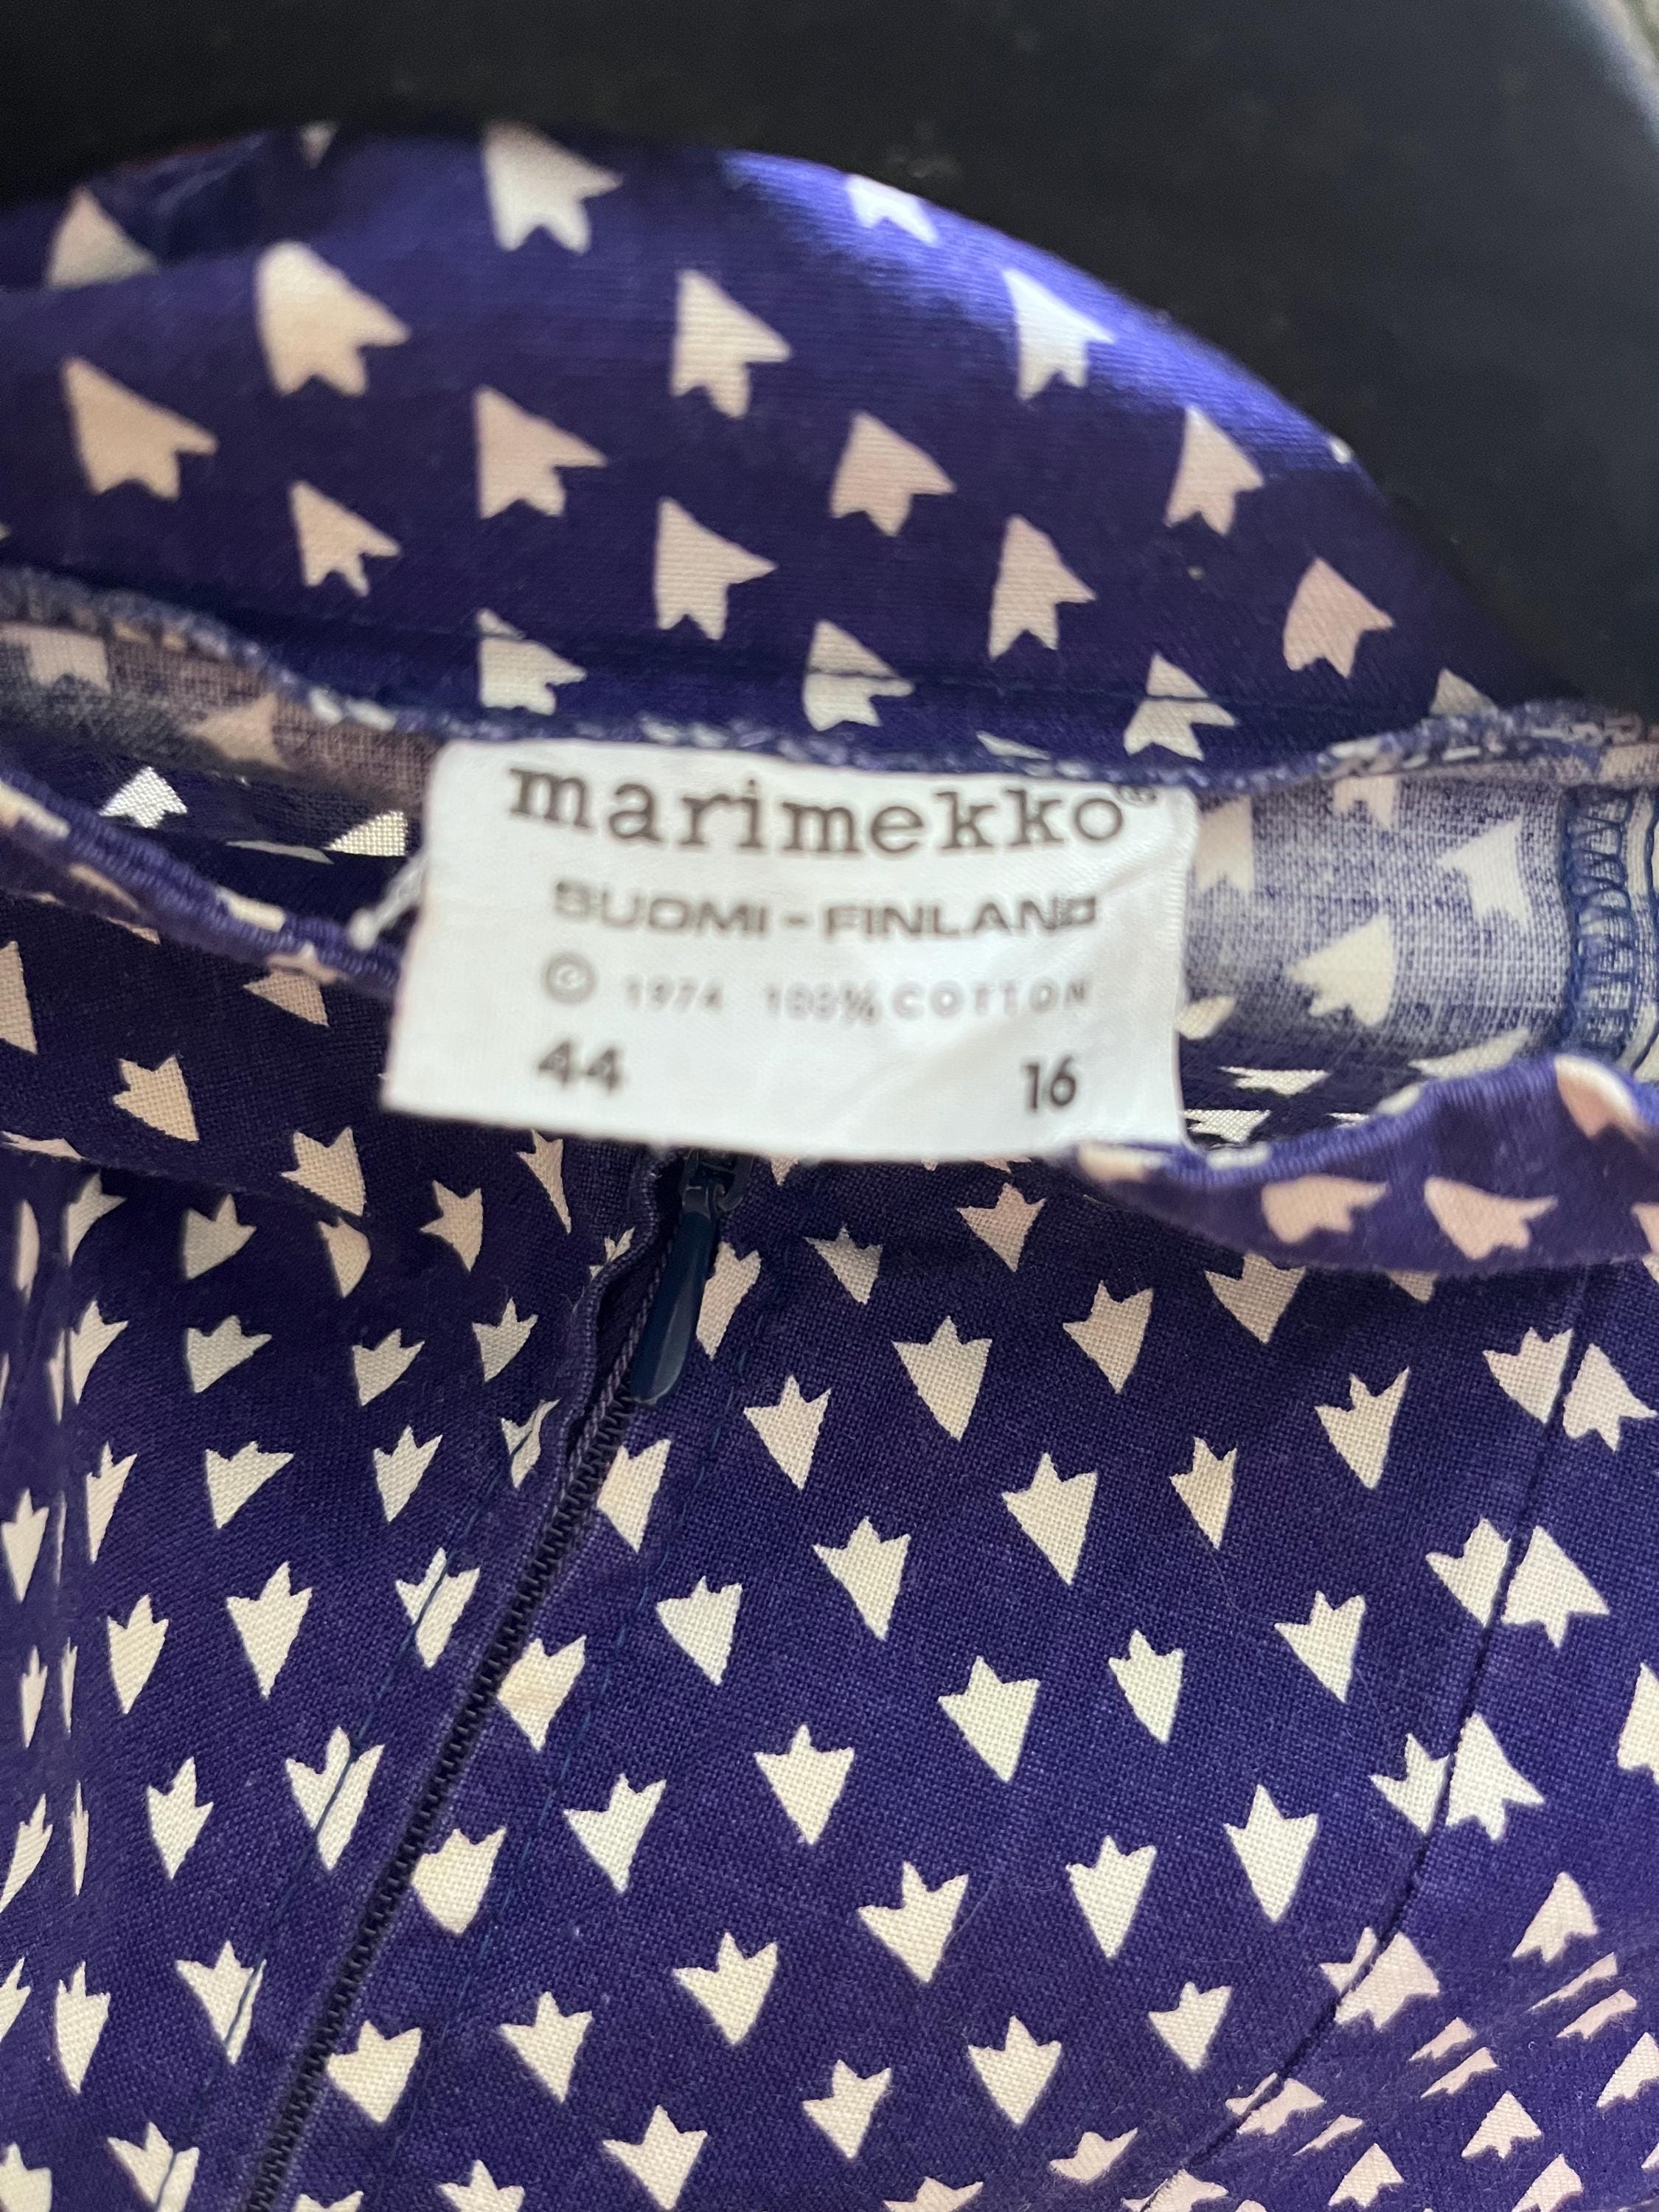 marimekko®
SUOMI - FINLAND
© 1974 100% COTTON
44 16